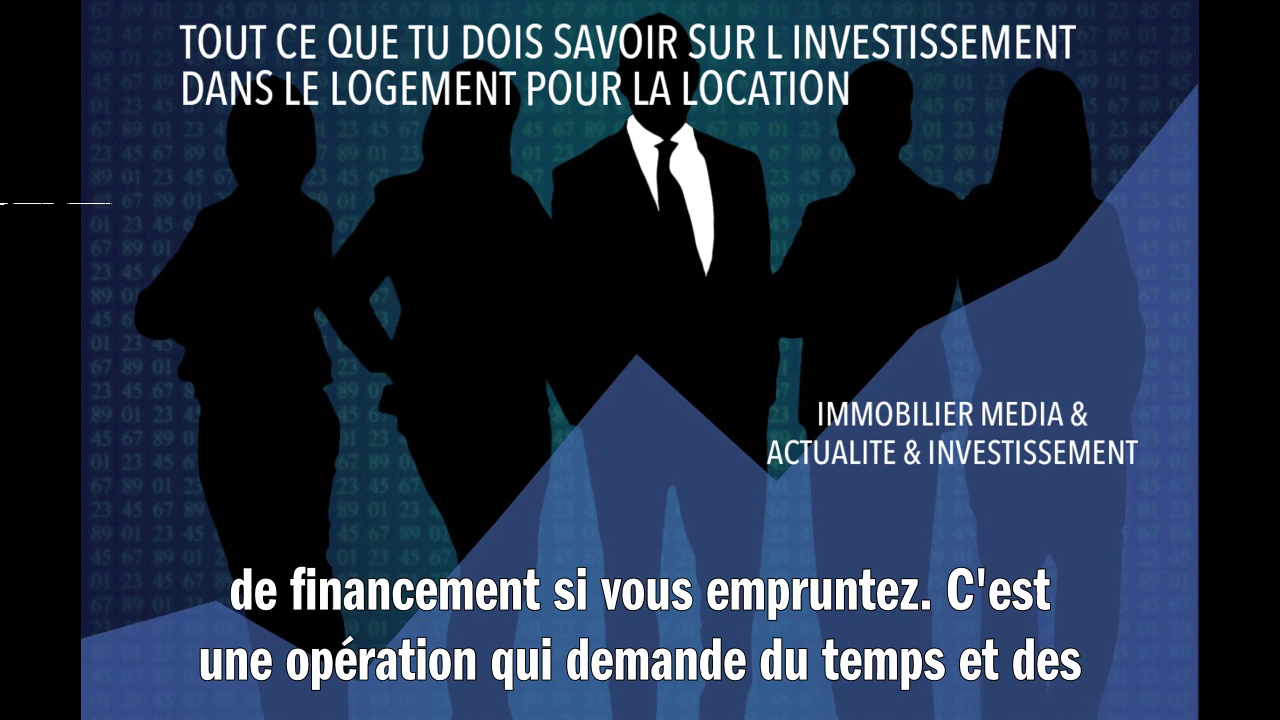 TOUT CE QUE TU DOIS SAVOIR SUR L INVESTISSEMENT
DANS LE LOGEMENT POUR LA LOCATION
IMMOBILIER MEDIA &
ACTUALITE & INVESTISSEMENT
de financement si vous empruntez. C'est
une opération qui demande du temps et des